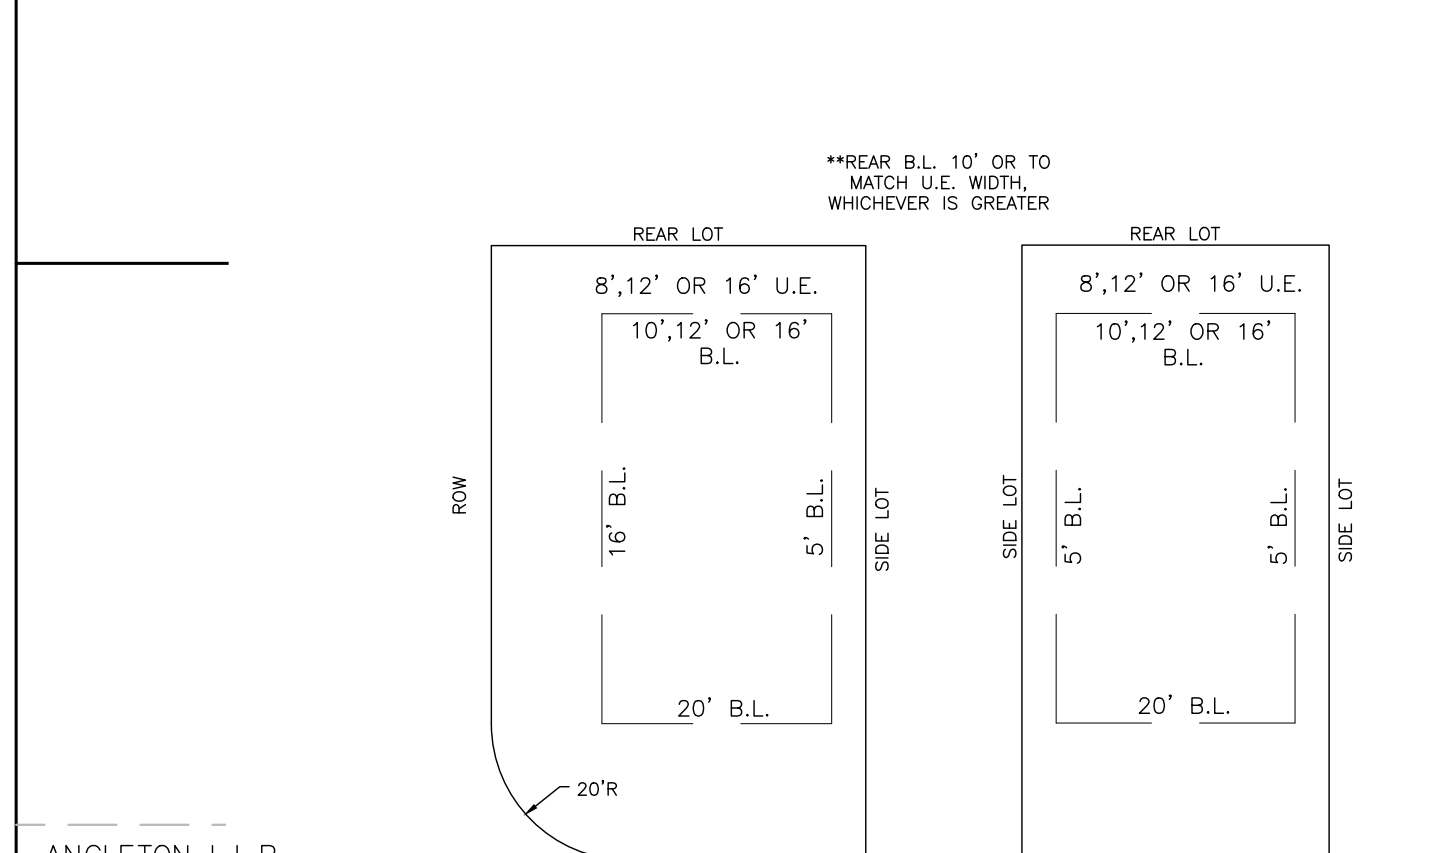 **REAR B.L. 10' OR TO
MATCH U.E. WIDTH,
WHICHEVER IS GREATER
REAR LOT
8',12' OR 16' U.E.
10',12' OR 16'
B.L.
ROW
16' B.L.
5' B.L.
SIDE LOT
20' B.L.
20'R
REAR LOT
8',12' OR 16' U.E.
10',12' OR 16'
B.L.
SIDE LOT
5' B.L.
5' B.L.
SIDE LOT
20' B.L.
ANGLETON